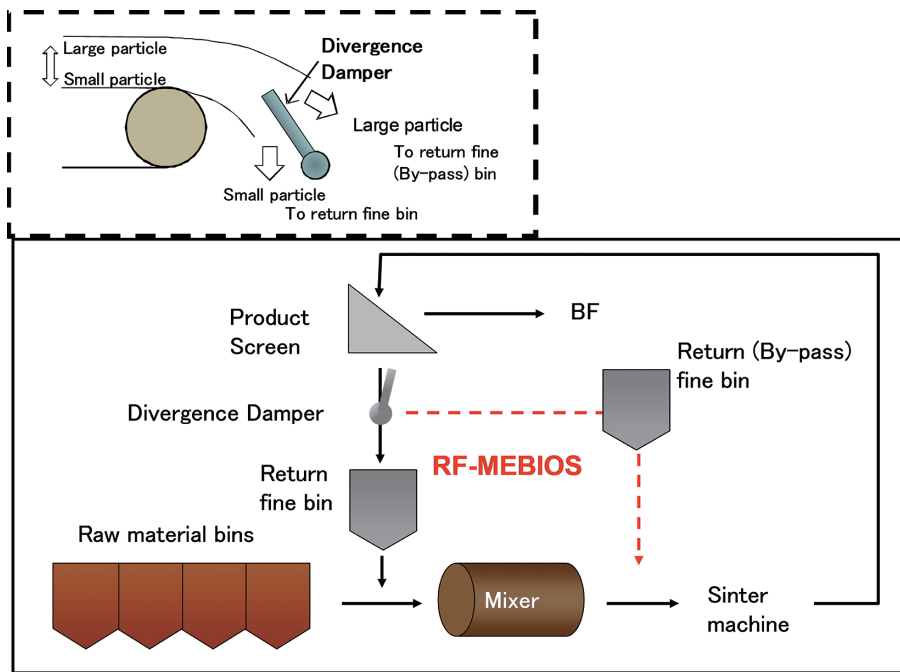 Large particle
Small particle
Divergence
Damper
Large particle
To return fine
(By-pass) bin
Small particle
To return fine bin
Product
Screen
BF
Return (By-pass)
fine bin
Divergence Damper
RF-MEBIOS
Return
fine bin
Raw material bins
Mixer
Sinter
machine